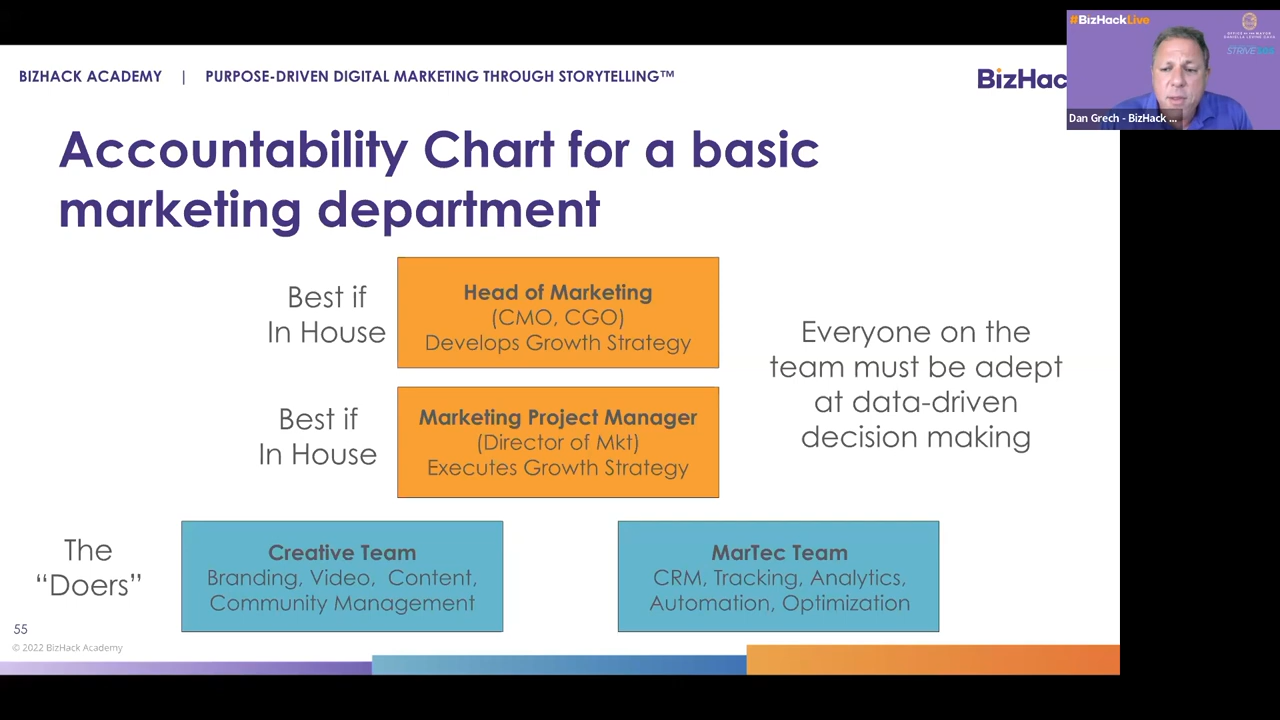 #BizHackLive
BIZHACK ACADEMY | PURPOSE-DRIVEN DIGITAL MARKETING THROUGH STORYTELLING™
BizHac
Dan Grech - BizHack ...
Accountability Chart for a basic
marketing department
Best if
In House
Head of Marketing
(CMO, CGO)
Develops Growth Strategy
Everyone on the
team must be adept
at data-driven
decision making
Best if
In House
Marketing Project Manager
(Director of Mkt)
Executes Growth Strategy
The
“Doers”
Creative Team
Branding, Video, Content,
Community Management
MarTec Team
CRM, Tracking, Analytics,
Automation, Optimization
55
© 2022 BizHack Academy